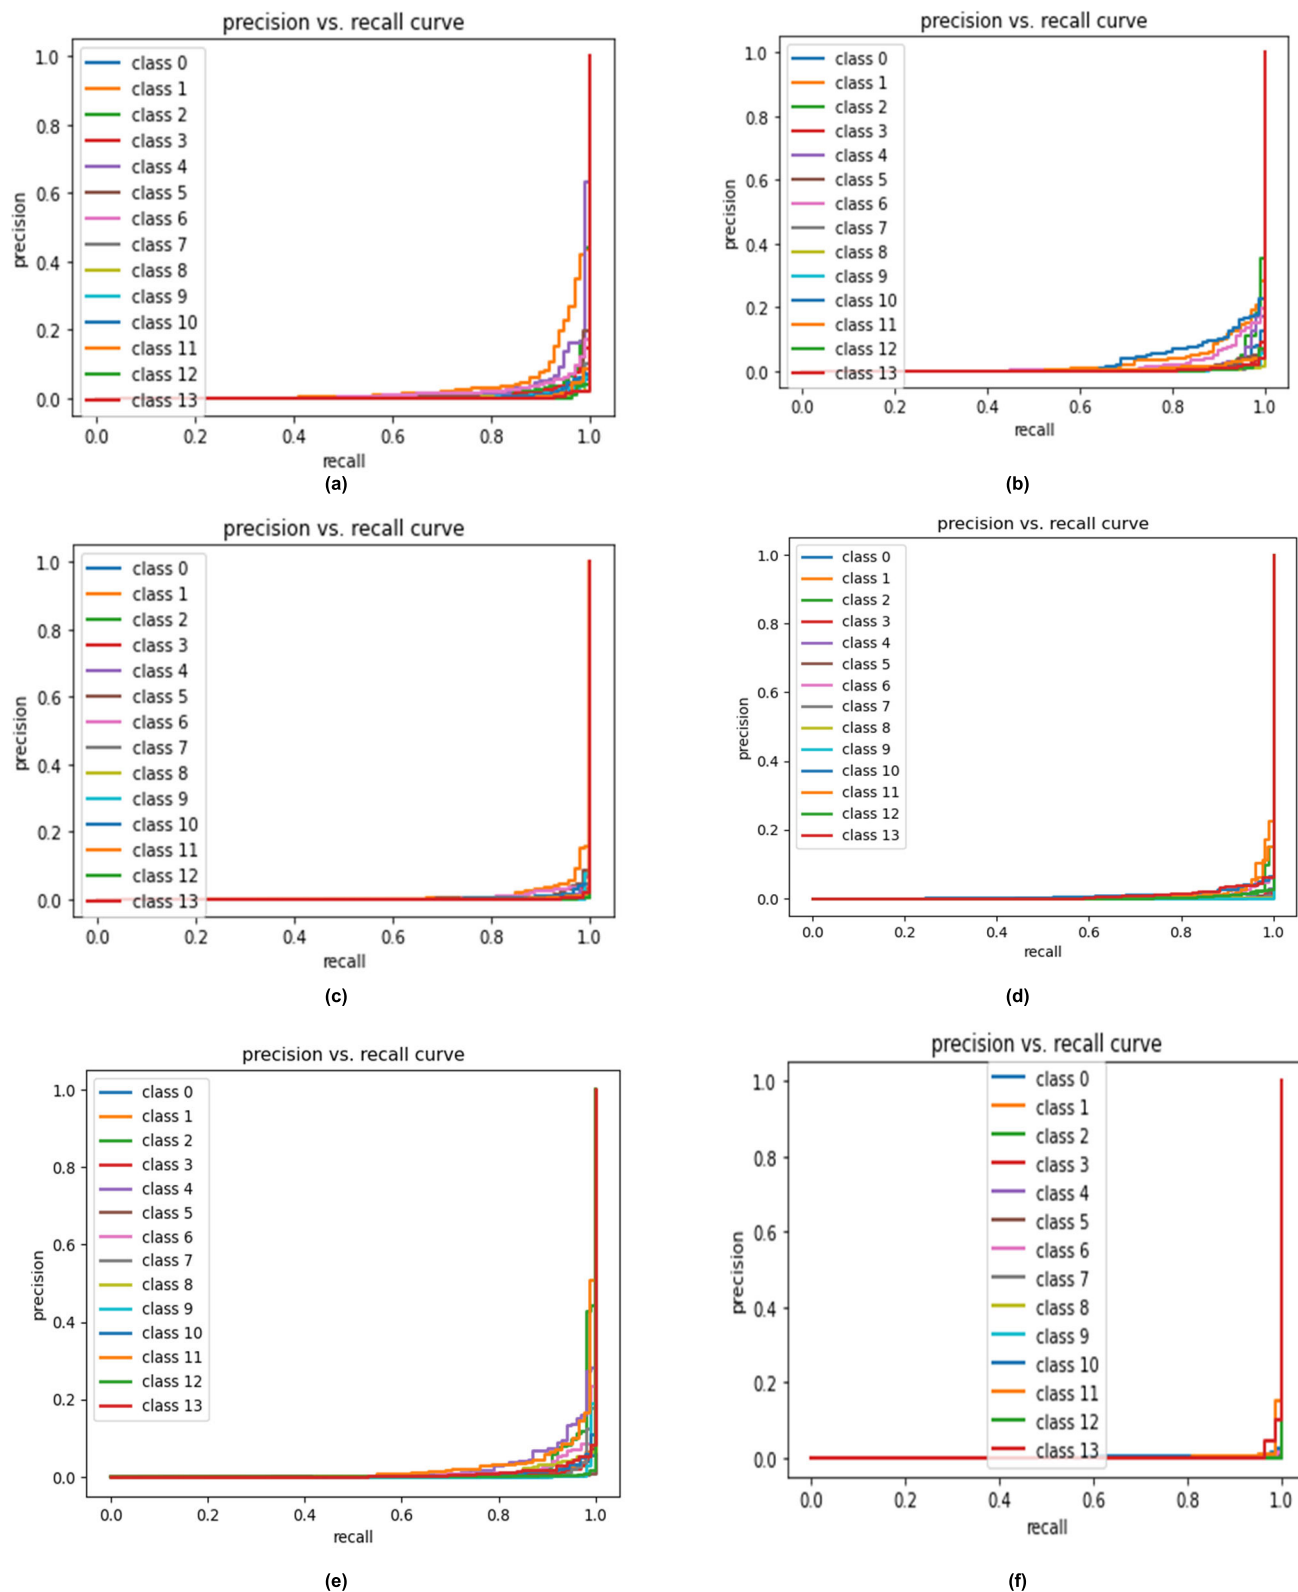 precision vs. recall curve
1.0
0.8
0.6
0.4
0.2
0.0
precision
class 0
class 1
class 2
class 3
class 4
class 5
class 6
class 7
class 8
class 9
class 10
class 11
class 12
class 13
0.0 0.2 0.4 0.6 0.8 1.0
recall
(a)
precision vs. recall curve
1.0
0.8
0.6
0.4
0.2
0.0
precision
class 0
class 1
class 2
class 3
class 4
class 5
class 6
class 7
class 8
class 9
class 10
class 11
class 12
class 13
0.0 0.2 0.4 0.6 0.8 1.0
recall
(b)
precision vs. recall curve
1.0
0.8
0.6
0.4
0.2
0.0
precision
class 0
class 1
class 2
class 3
class 4
class 5
class 6
class 7
class 8
class 9
class 10
class 11
class 12
class 13
0.0 0.2 0.4 0.6 0.8 1.0
recall
(c)
precision vs. recall curve
1.0
0.8
0.6
0.4
0.2
0.0
precision
class 0
class 1
class 2
class 3
class 4
class 5
class 6
class 7
class 8
class 9
class 10
class 11
class 12
class 13
0.0 0.2 0.4 0.6 0.8 1.0
recall
(d)
precision vs. recall curve
1.0
0.8
0.6
0.4
0.2
0.0
precision
class 0
class 1
class 2
class 3
class 4
class 5
class 6
class 7
class 8
class 9
class 10
class 11
class 12
class 13
0.0 0.2 0.4 0.6 0.8 1.0
recall
(e)
precision vs. recall curve
1.0
0.8
0.6
0.4
0.2
0.0
precision
class 0
class 1
class 2
class 3
class 4
class 5
class 6
class 7
class 8
class 9
class 10
class 11
class 12
class 13
0.0 0.2 0.4 0.6 0.8 1.0
recall
(f)